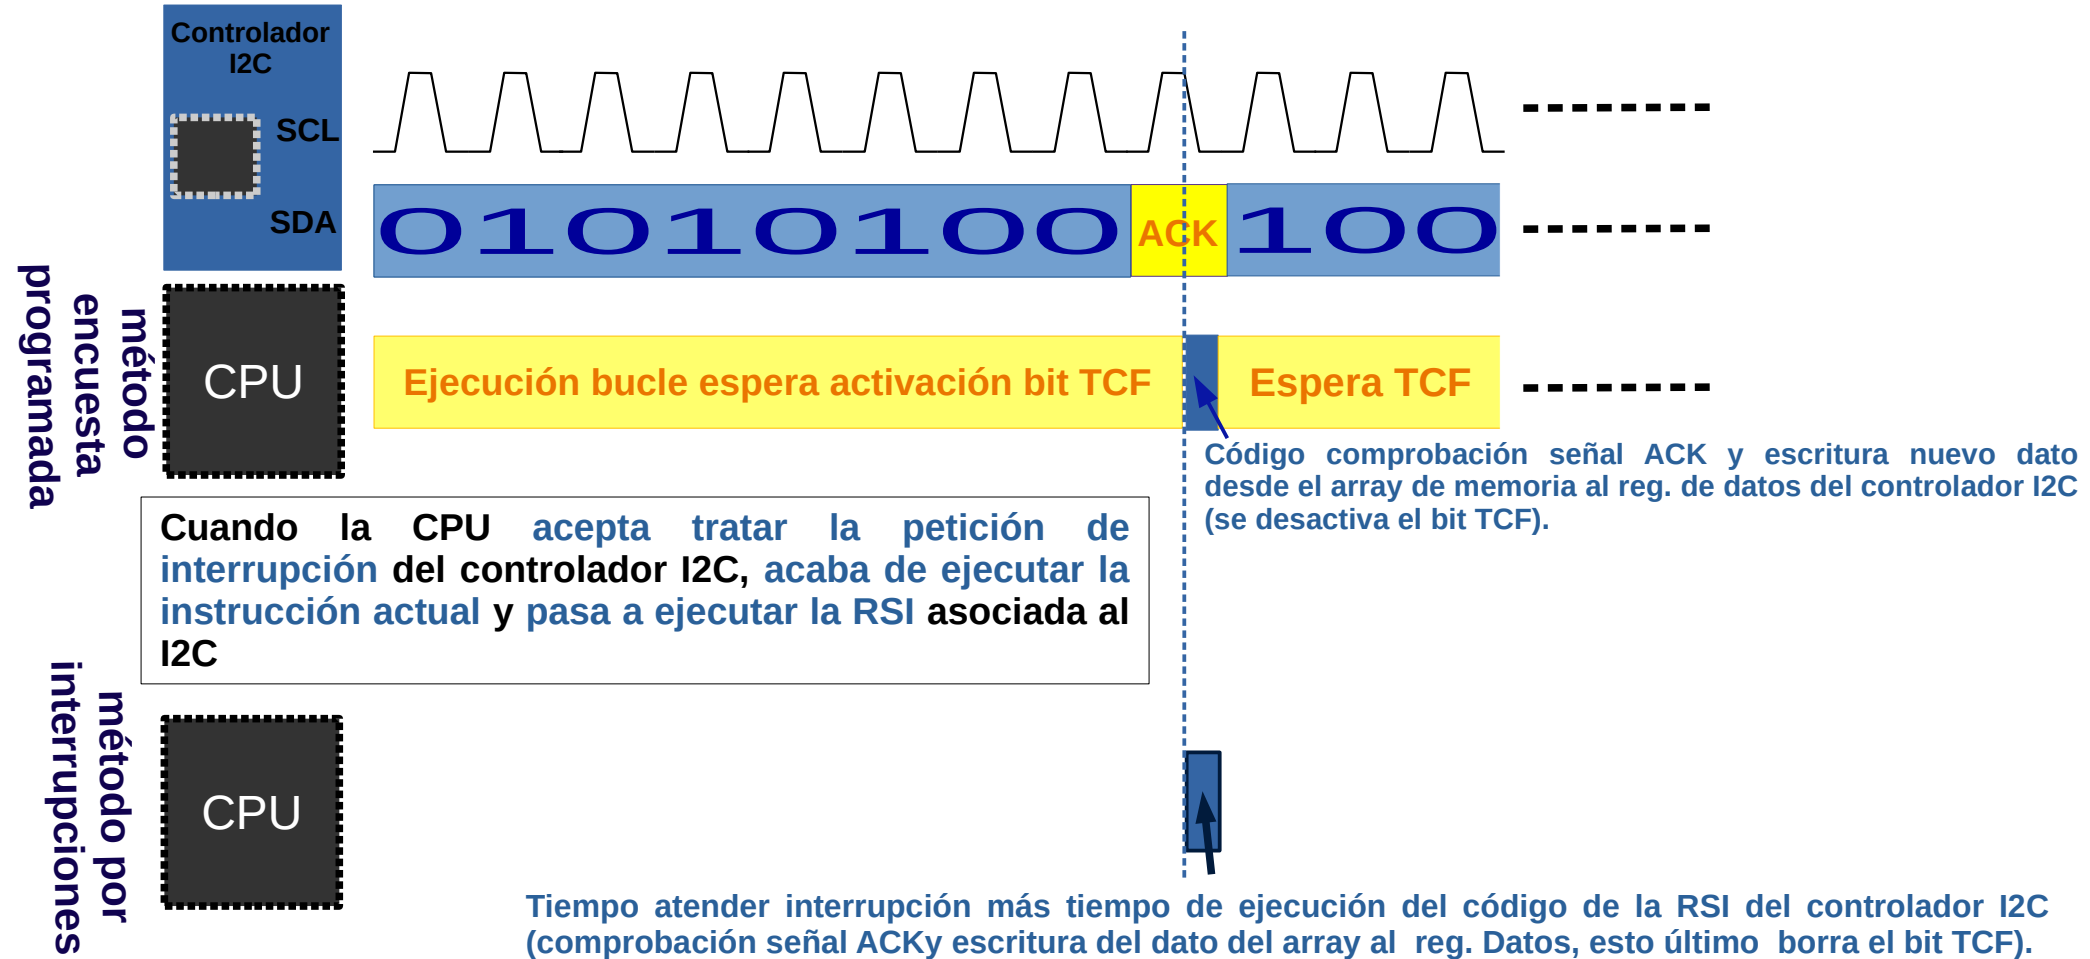 Controlador
I2C
SCL
SDA
01010100
ACK
100
método
encuesta
programada
CPU
Ejecución bucle espera activación bit TCF
Espera TCF
Código comprobación señal ACK y escritura nuevo dato
desde el array de memoria al reg. de datos del controlador I2C
(se desactiva el bit TCF).
Cuando la CPU acepta tratar la petición de
interrupción del controlador I2C, acaba de ejecutar la
instrucción actual y pasa a ejecutar la RSI asociada al
I2C
método por
interrupciones
CPU
Tiempo atender interrupción más tiempo de ejecución del código de la RSI del controlador I2C
(comprobación señal ACKy escritura del dato del array al reg. Datos, esto último borra el bit TCF).